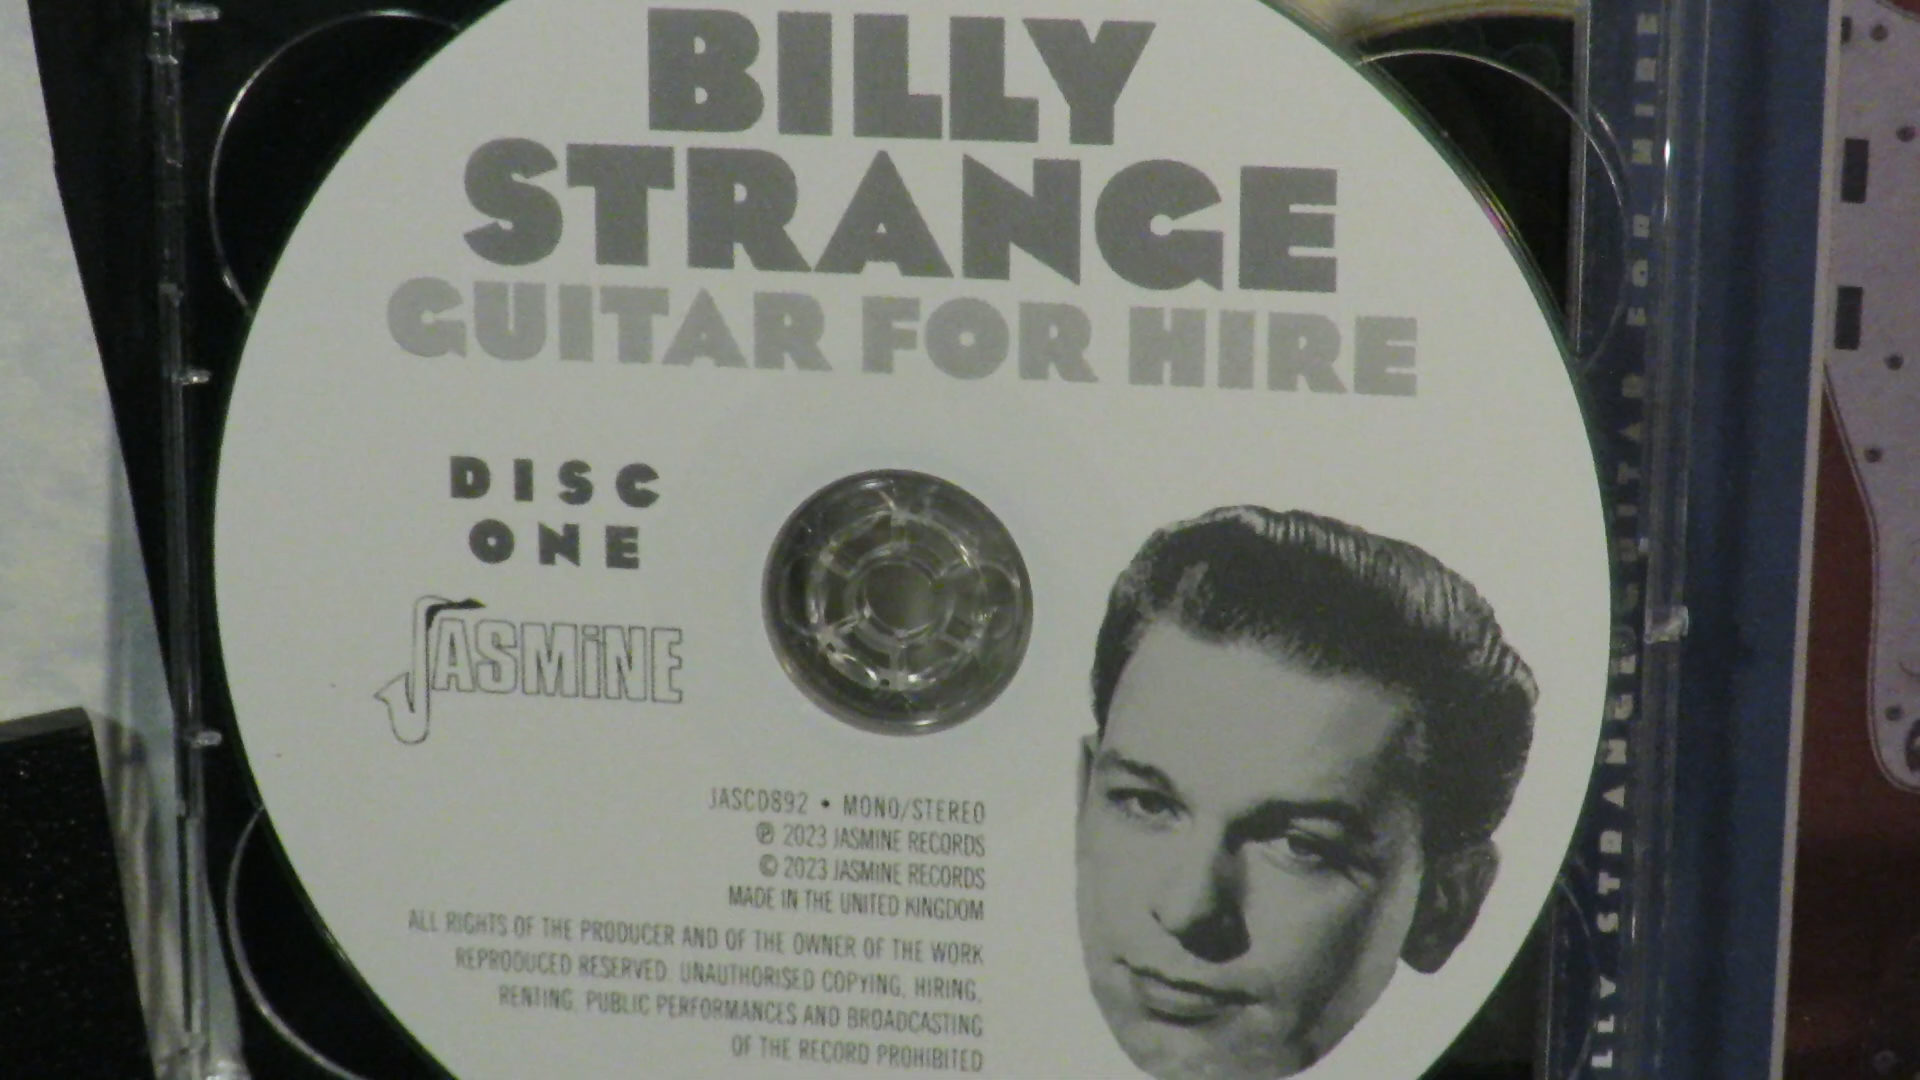 BILLY
STRANGE
GUITAR FOR HIRE
DISC
ONE
JASMiNE
JASCD892 • MONO/STEREO
℗ 2023 JASMINE RECORDS
© 2023 JASMINE RECORDS
MADE IN THE UNITED KINGDOM
ALL RIGHTS OF THE PRODUCER AND OF THE OWNER OF THE WORK
REPRODUCED RESERVED. UNAUTHORISED COPYING, HIRING,
RENTING, PUBLIC PERFORMANCES AND BROADCASTING
OF THE RECORD PROHIBITED
LLY STRANGE GUITAR FOR HIRE